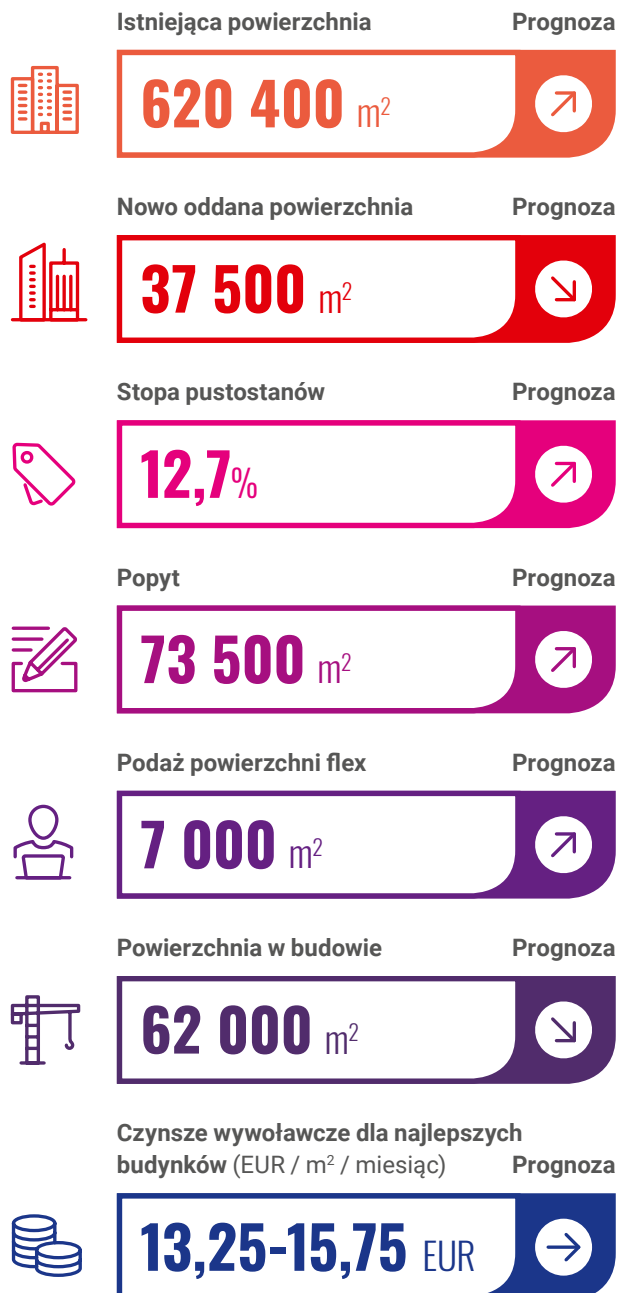 Istniejąca powierzchnia Prognoza
620 400 m²
Nowo oddana powierzchnia Prognoza
37 500 m²
Stopa pustostanów Prognoza
12,7%
Popyt Prognoza
73 500 m²
Podaż powierzchni flex Prognoza
7 000 m²
Powierzchnia w budowie Prognoza
62 000 m²
Czynsze wywoławcze dla najlepszych
budynków (EUR / m² / miesiąc) Prognoza
13,25-15,75 EUR